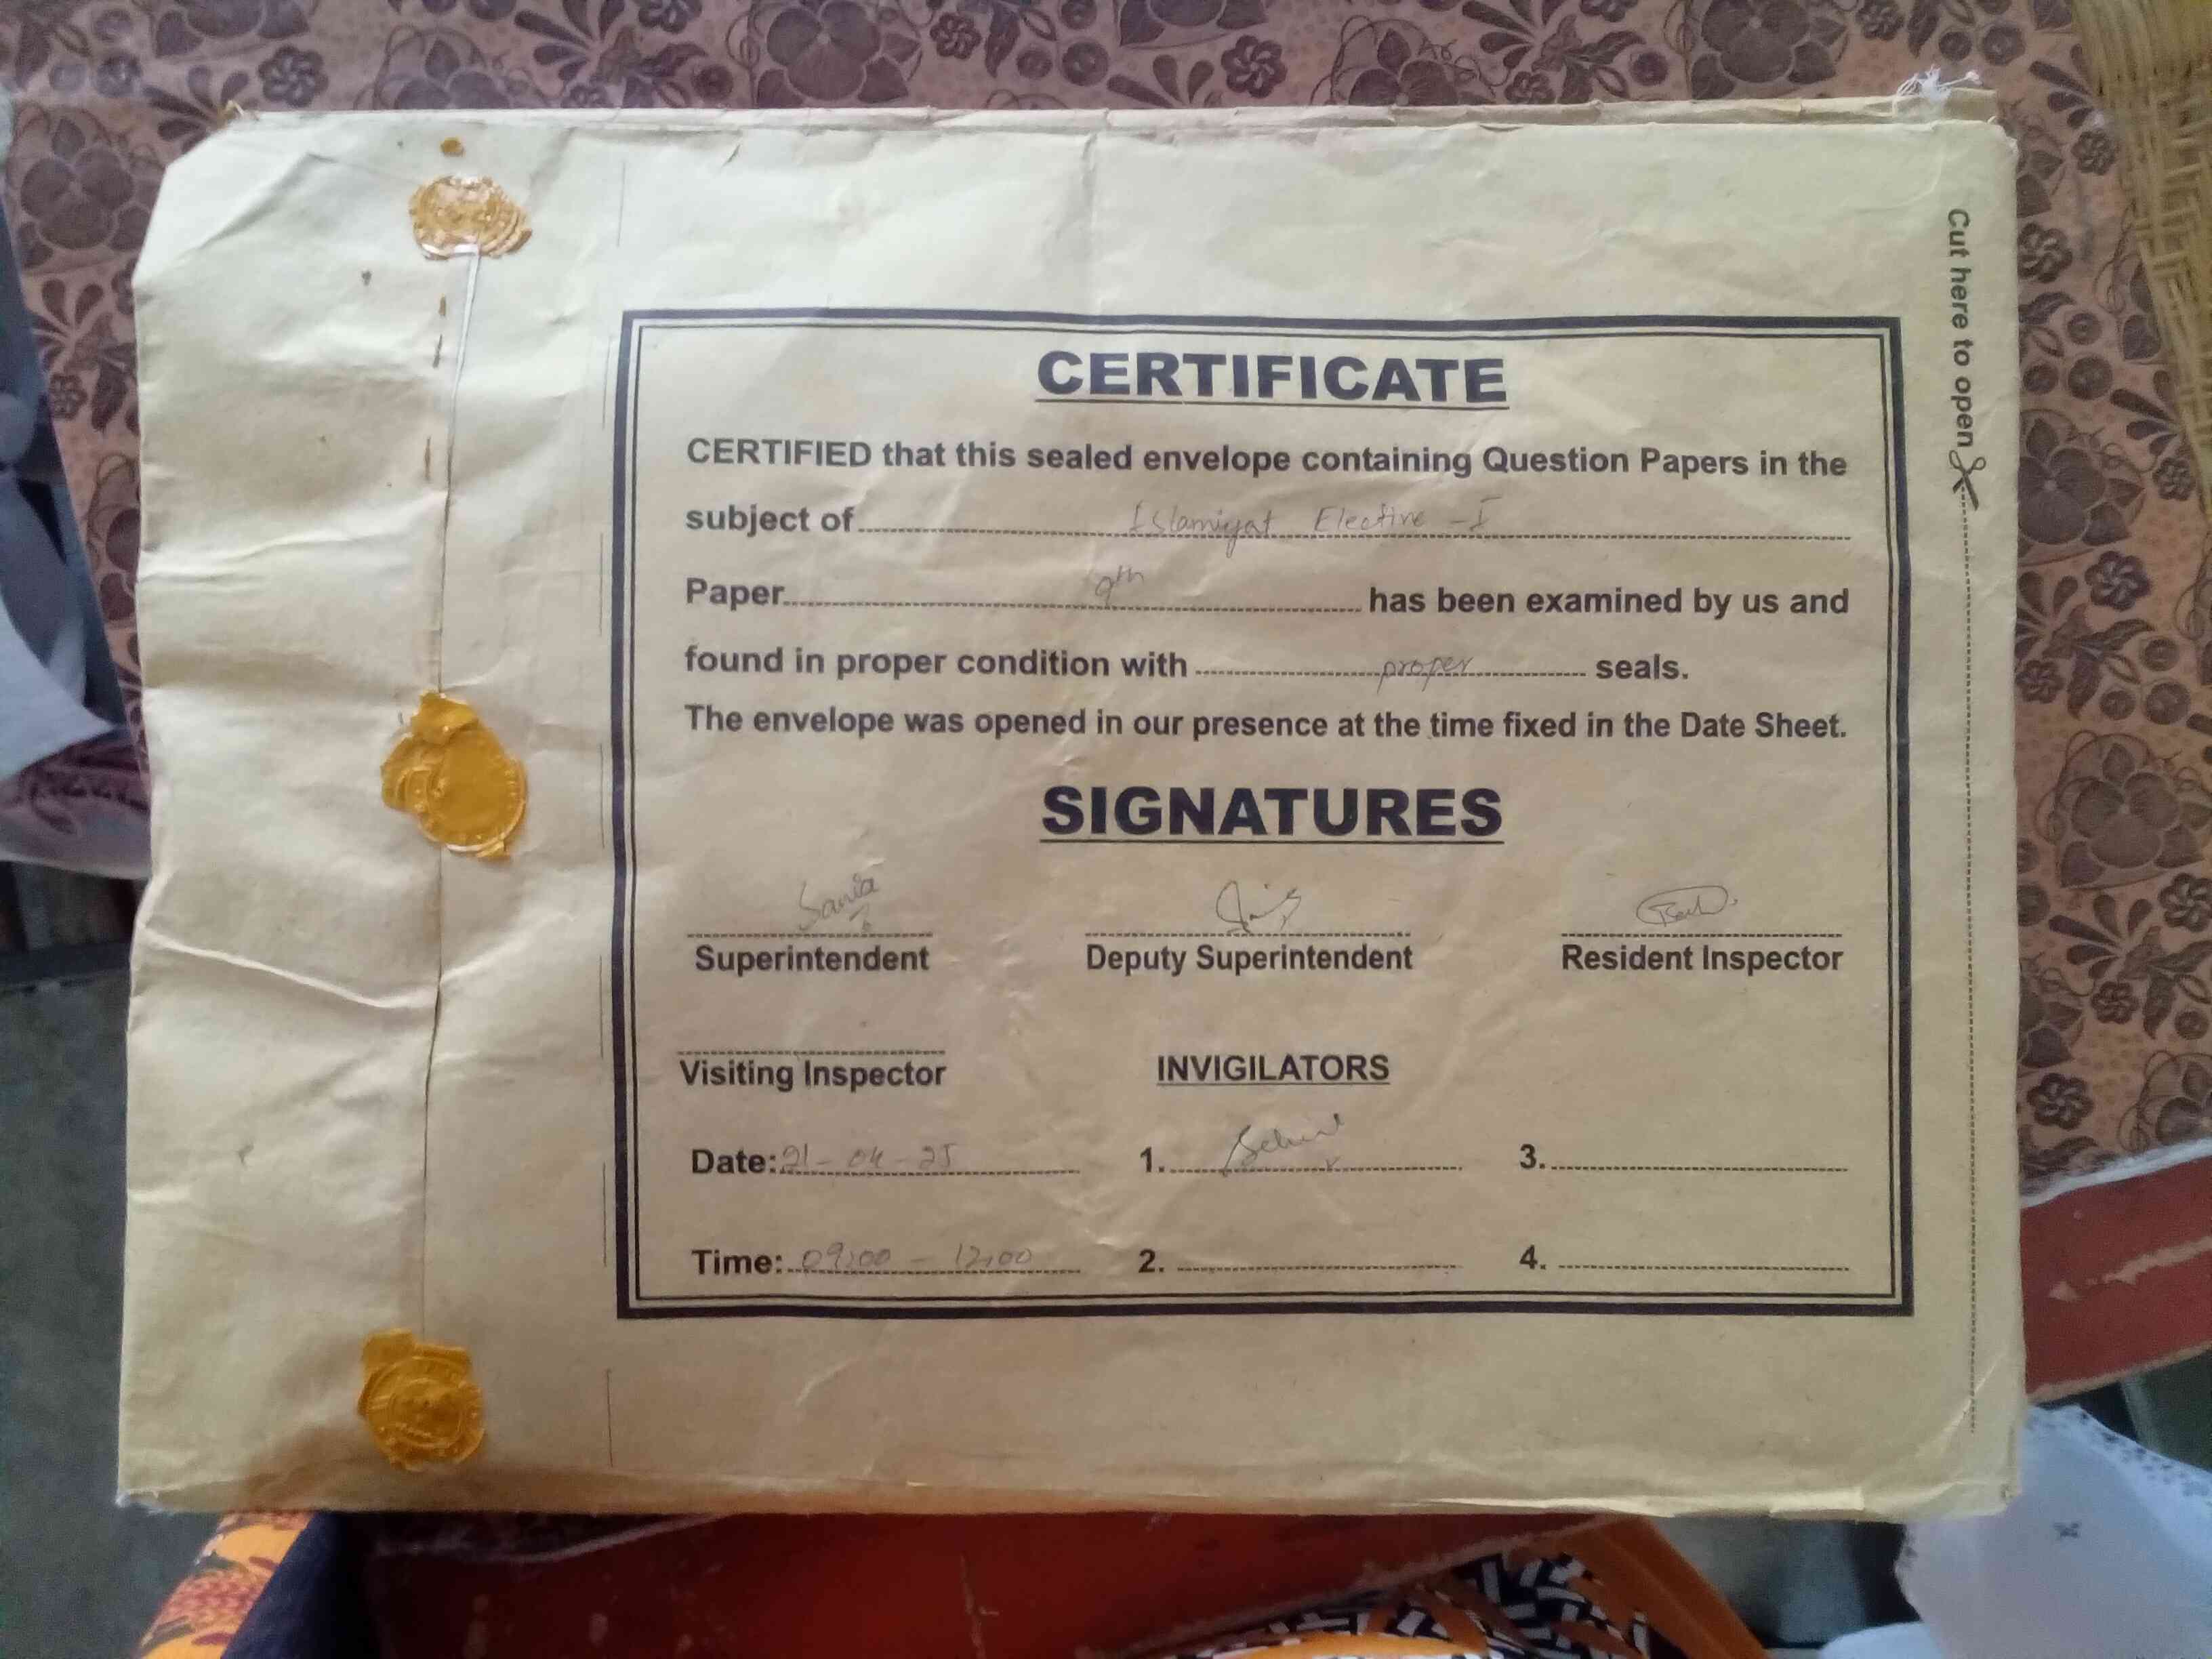 Cut here to open
CERTIFICATE
CERTIFIED that this sealed envelope containing Question Papers in the
subject of Islamiyat Elective - I
Paper 9th has been examined by us and
found in proper condition with proper seals.
The envelope was opened in our presence at the time fixed in the Date Sheet.
SIGNATURES
Superintendent Deputy Superintendent Resident Inspector
Visiting Inspector INVIGILATORS
Date: 21-04-25 1. 3.
Time: 09:00 - 12:00 2. 4.